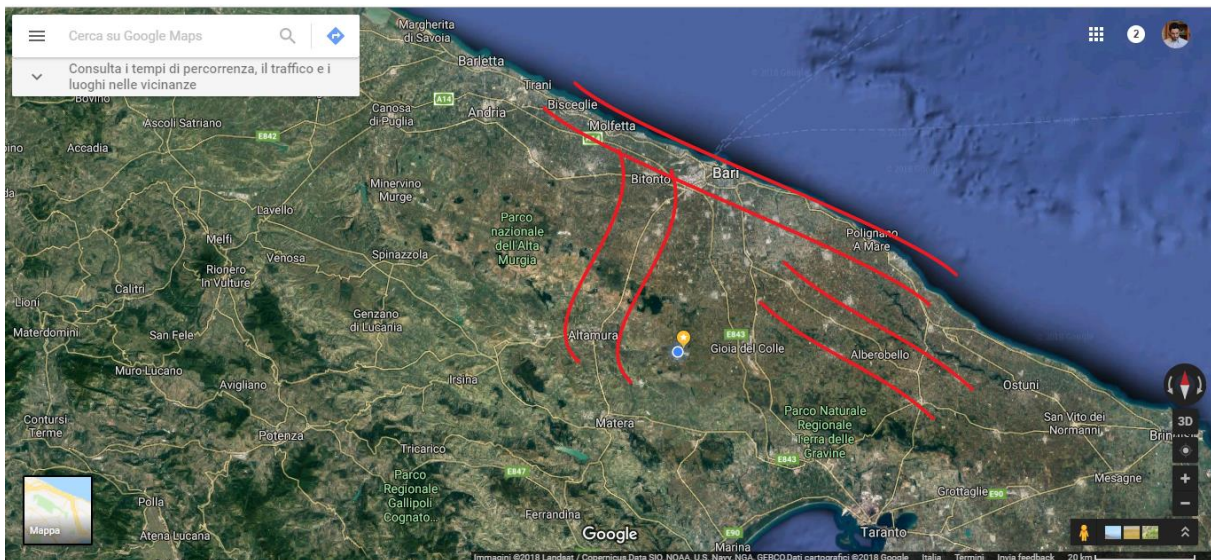 Cerca su Google Maps
Consulta i tempi di percorrenza, il traffico e i
luoghi nelle vicinanze
2
Margherita
di Savoia
Barletta
Trani
Bisceglie
Molfetta
A14
Andria
Canosa
di Puglia
Bovino
Ascoli Satriano
E842
Accadia
Bitonto
Bari
Minervino
Murge
Lavello
Parco
nazionale
dell'Alta
Murgia
Polignano
A Mare
Melfi
Venosa
Spinazzola
Rionero
In Vulture
Calitri
Lioni
Genzano
di Lucania
Materdomini
San Fele
Altamura
E843
Gioia del Colle
Alberobello
Muro Lucano
Avigliano
Irsina
Ostuni
Contursi
Terme
Potenza
Matera
Parco Naturale
Regionale
Terra delle
Gravine
San Vito dei
Normanni
3D
Tricarico
E843
E847
Parco
Regionale
Gallipoli
Cognato...
Mesagne
Grottaglie
E90
Polla
Mappa
Atena Lucana
Ferrandina
Google
E90
Marina
Taranto
Immagini ©2018 Landsat / Copernicus, Data SIO, NOAA, U.S. Navy, NGA, GEBCO, Dati cartografici ©2018 Google
Italia
Termini
Invia feedback
20 km